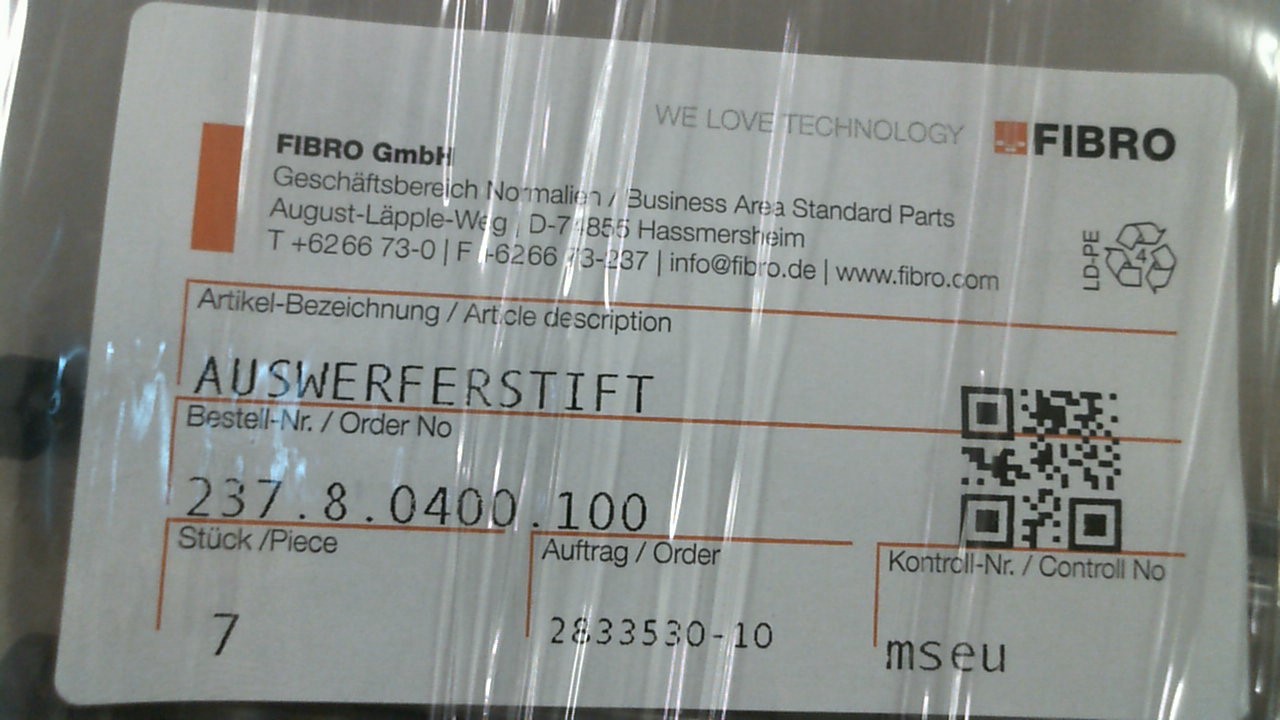 WE LOVE TECHNOLOGY FIBRO
FIBRO GmbH
Geschäftsbereich Normalien / Business Area Standard Parts
August-Läpple-Weg | D-74855 Hassmersheim
T +6266 73-0 | F +6266 73-237 | info@fibro.de | www.fibro.com
LD-PE
4
Artikel-Bezeichnung / Article description
AUSWERFERSTIFT
Bestell-Nr. / Order No
237.8.0400.100
Stück /Piece
7
Auftrag / Order
2833530-10
Kontroll-Nr. / Controll No
mseu